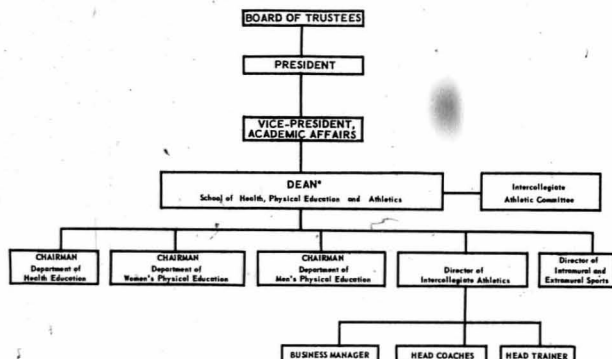 BOARD OF TRUSTEES
PRESIDENT
VICE-PRESIDENT,
ACADEMIC AFFAIRS
DEAN*
School of Health, Physical Education and Athletics
Intercollegiate
Athletic Committee
CHAIRMAN
Department of
Health Education
CHAIRMAN
Department of
Women's Physical Education
CHAIRMAN
Department of
Men's Physical Education
Director of
Intercollegiate Athletics
Director of
Intramural and
Extramural Sports
BUSINESS MANAGER
HEAD COACHES
HEAD TRAINER